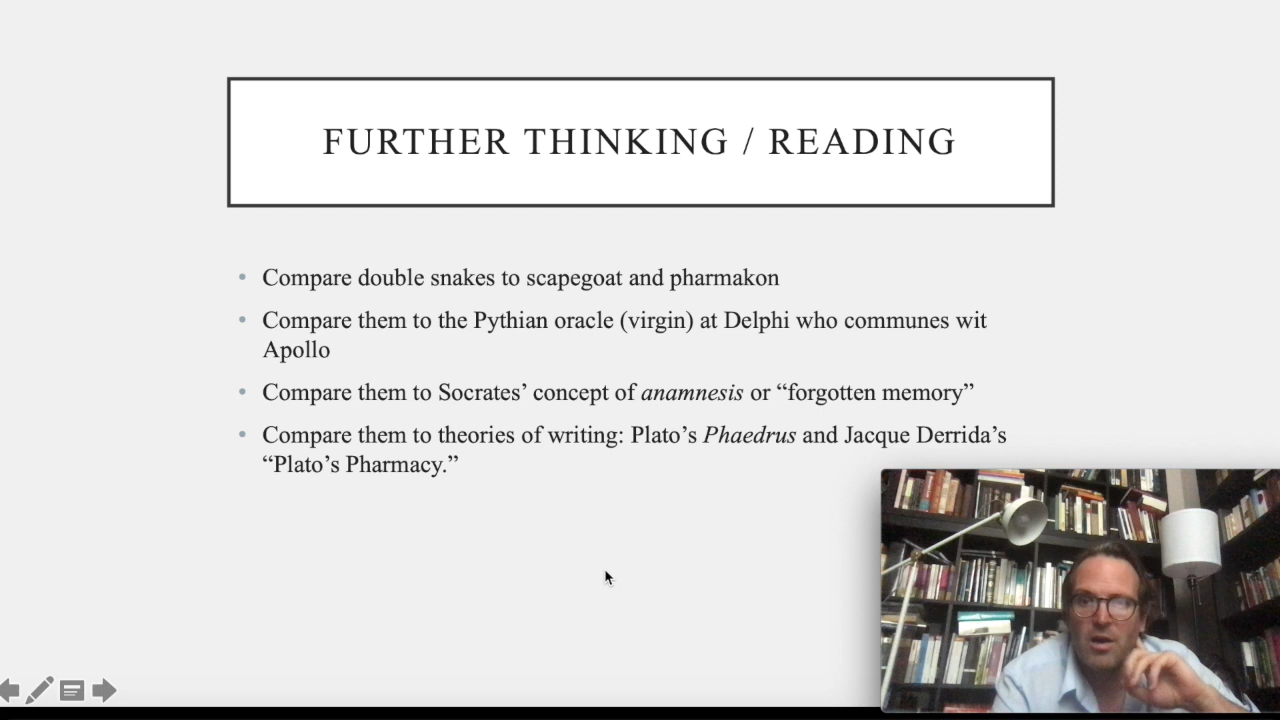 FURTHER THINKING / READING
• Compare double snakes to scapegoat and pharmakon
• Compare them to the Pythian oracle (virgin) at Delphi who communes wit
Apollo
• Compare them to Socrates’ concept of anamnesis or “forgotten memory”
• Compare them to theories of writing: Plato’s Phaedrus and Jacque Derrida’s
“Plato’s Pharmacy.”